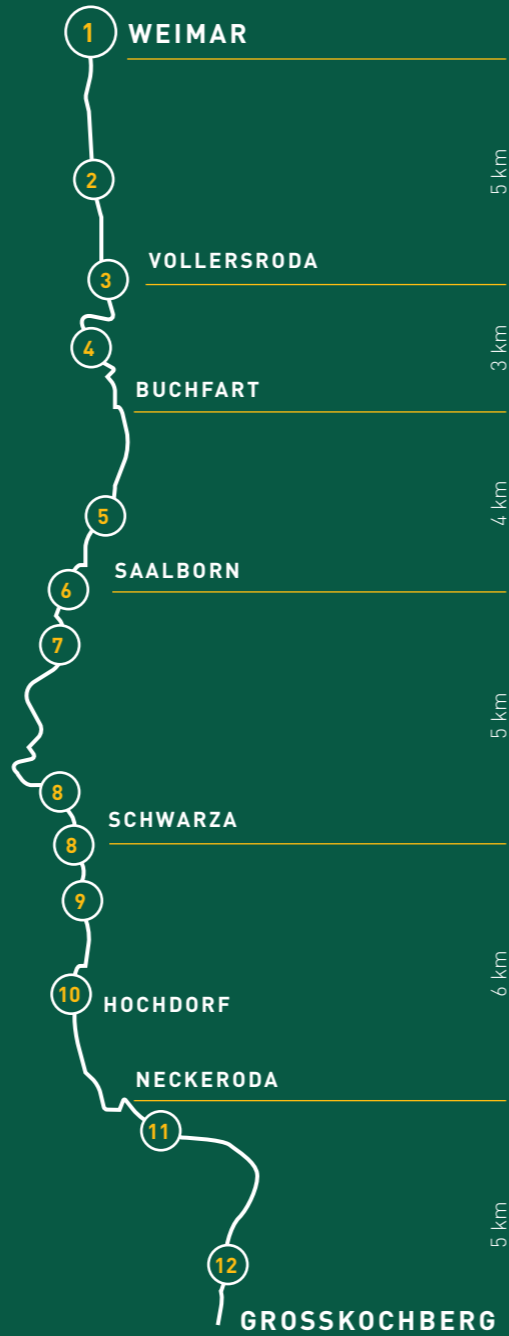 1 WEIMAR
5 km
2
VOLLERSRODA
3
3 km
4
BUCHFART
4 km
5
SAALBORN
6
7
5 km
8
SCHWARZA
8
9
6 km
10 HOCHDORF
NECKERODA
11
5 km
12
GROSSKOCHBERG